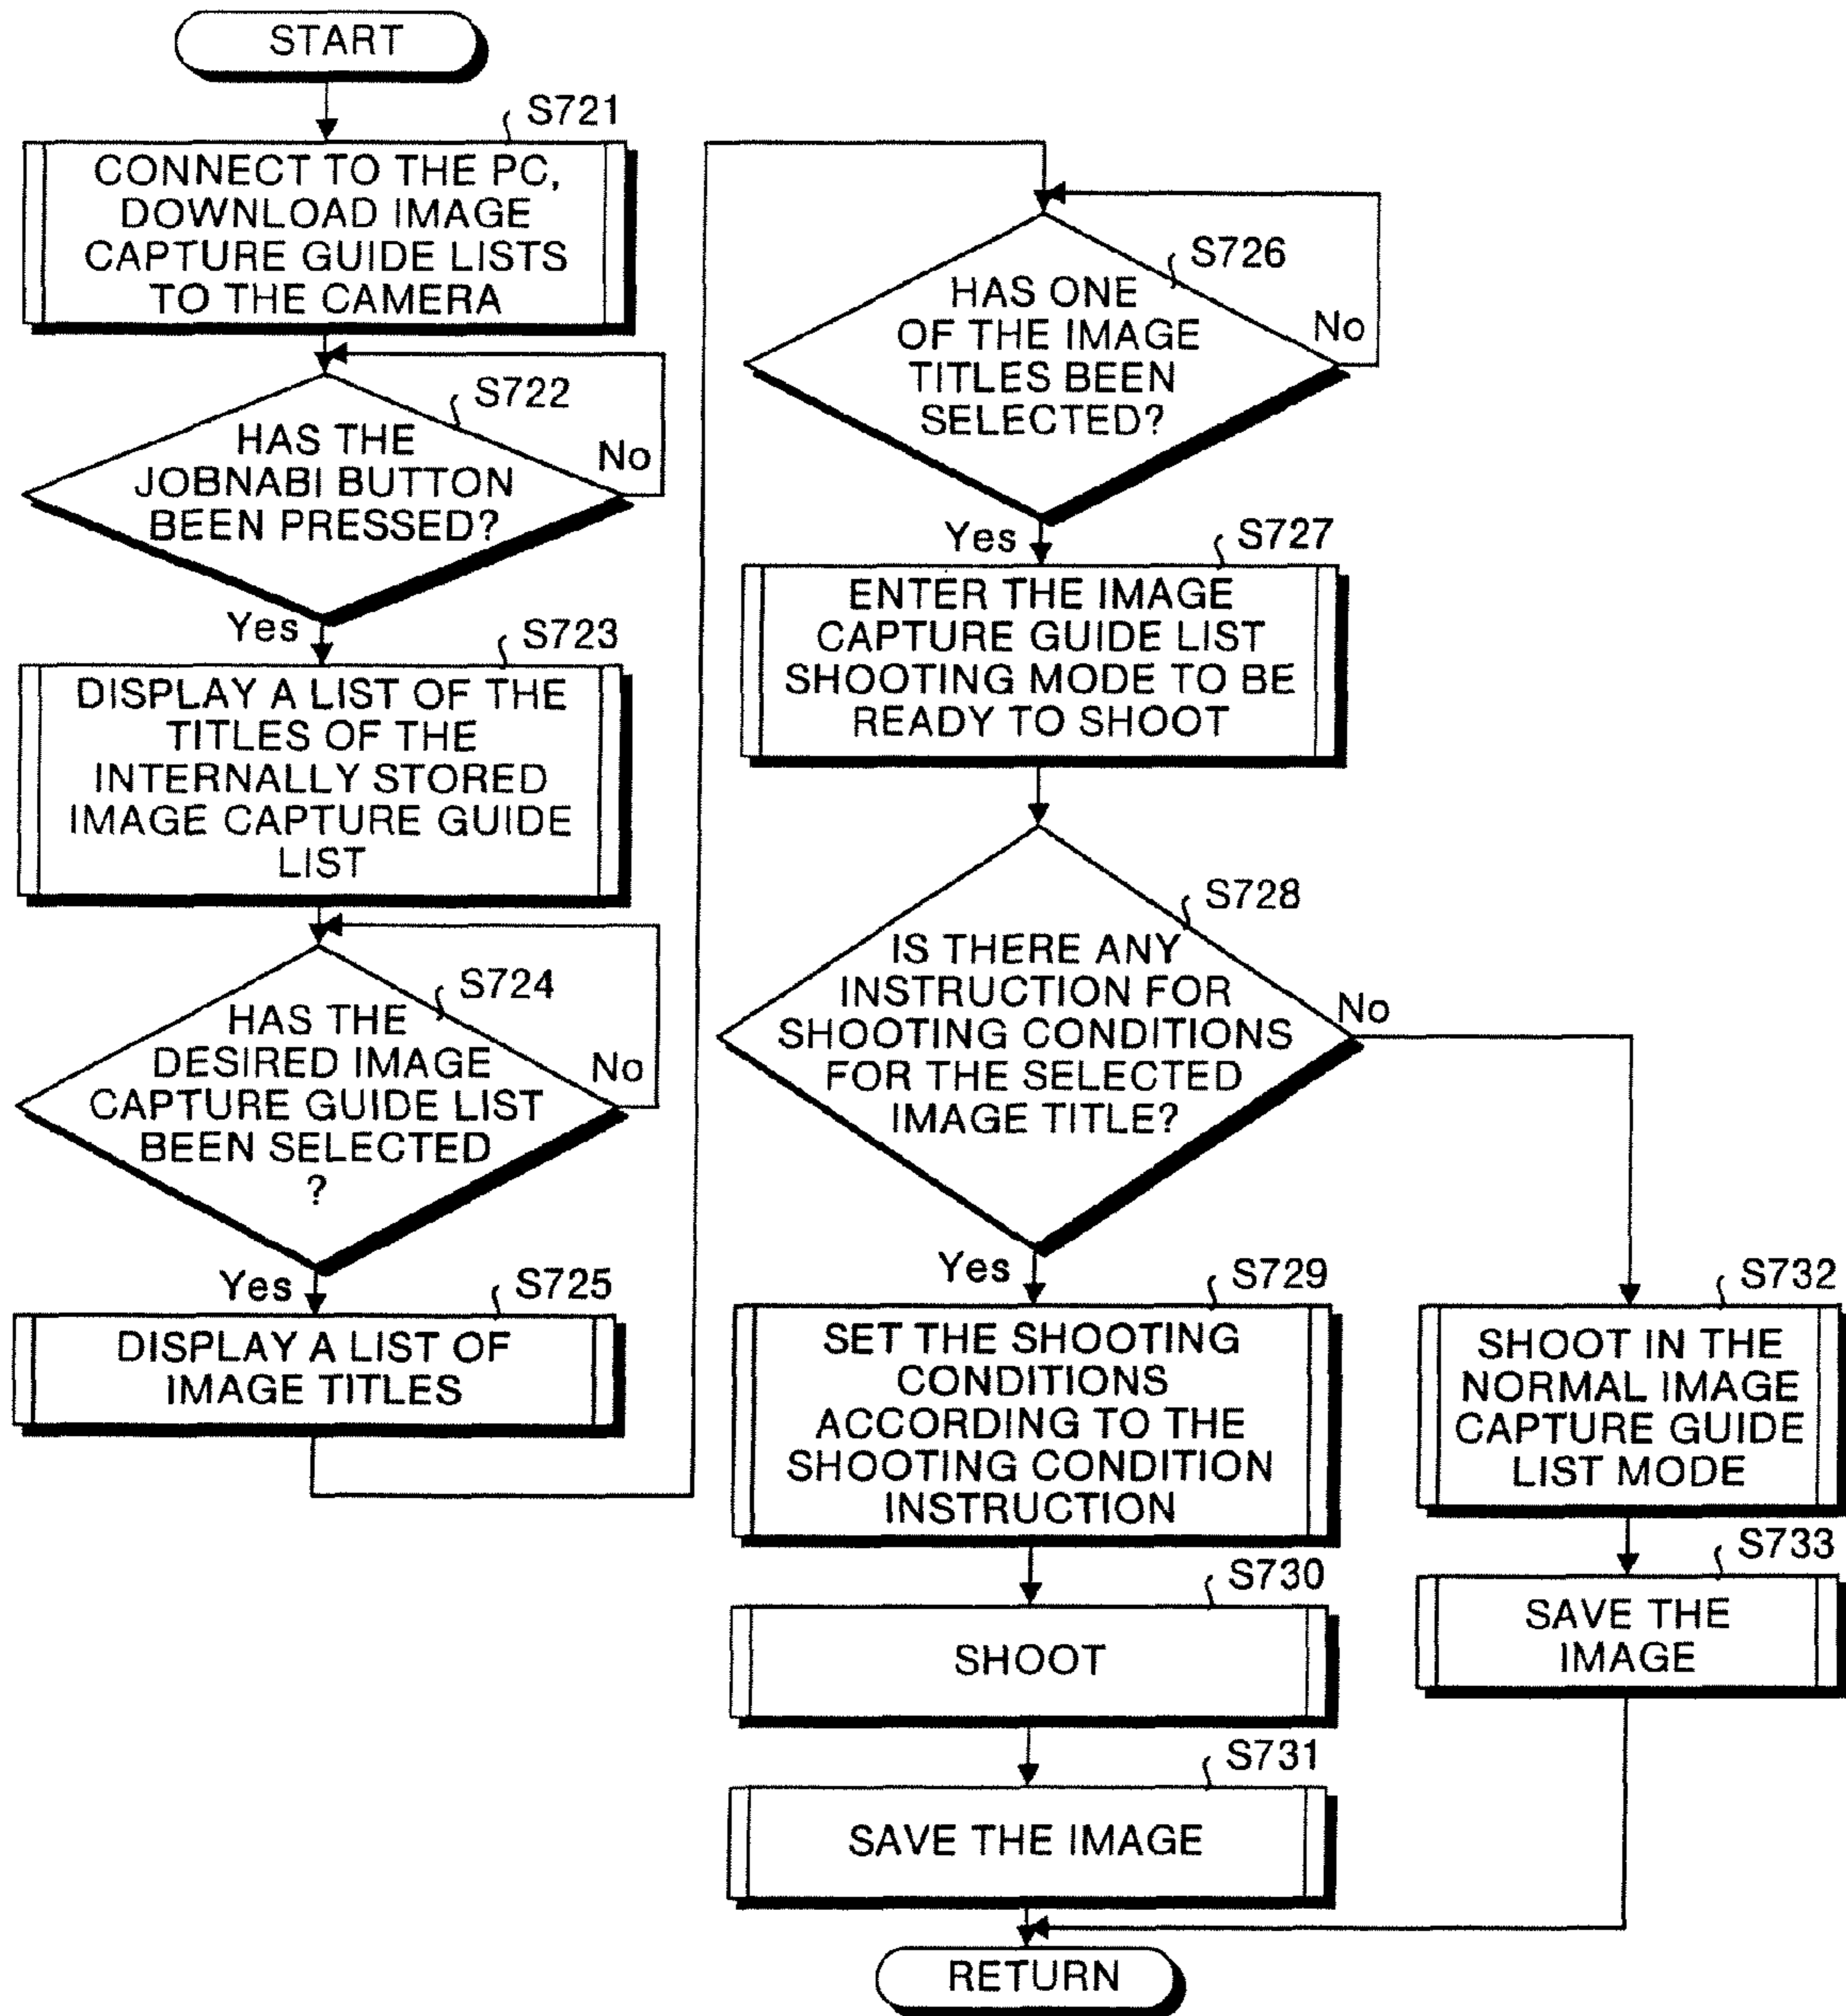 START
S721
CONNECT TO THE PC,
DOWNLOAD IMAGE
CAPTURE GUIDE LISTS
TO THE CAMERA
S722
HAS THE
JOBNABI BUTTON
BEEN PRESSED?
No
Yes
S723
DISPLAY A LIST OF THE
TITLES OF THE
INTERNALLY STORED
IMAGE CAPTURE GUIDE
LIST
S724
HAS THE
DESIRED IMAGE
CAPTURE GUIDE LIST
BEEN SELECTED
?
No
Yes
S725
DISPLAY A LIST OF
IMAGE TITLES
S726
HAS ONE
OF THE IMAGE
TITLES BEEN
SELECTED?
No
Yes
S727
ENTER THE IMAGE
CAPTURE GUIDE LIST
SHOOTING MODE TO BE
READY TO SHOOT
S728
IS THERE ANY
INSTRUCTION FOR
SHOOTING CONDITIONS
FOR THE SELECTED
IMAGE TITLE?
No
Yes
S729
SET THE SHOOTING
CONDITIONS
ACCORDING TO THE
SHOOTING CONDITION
INSTRUCTION
S730
SHOOT
S731
SAVE THE IMAGE
S732
SHOOT IN THE
NORMAL IMAGE
CAPTURE GUIDE
LIST MODE
S733
SAVE THE
IMAGE
RETURN